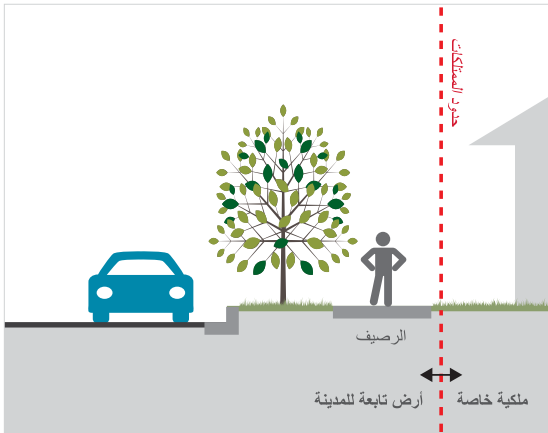 حدود الممتلكات
الرصيف
ملكية خاصة
أرض تابعة للمدينة